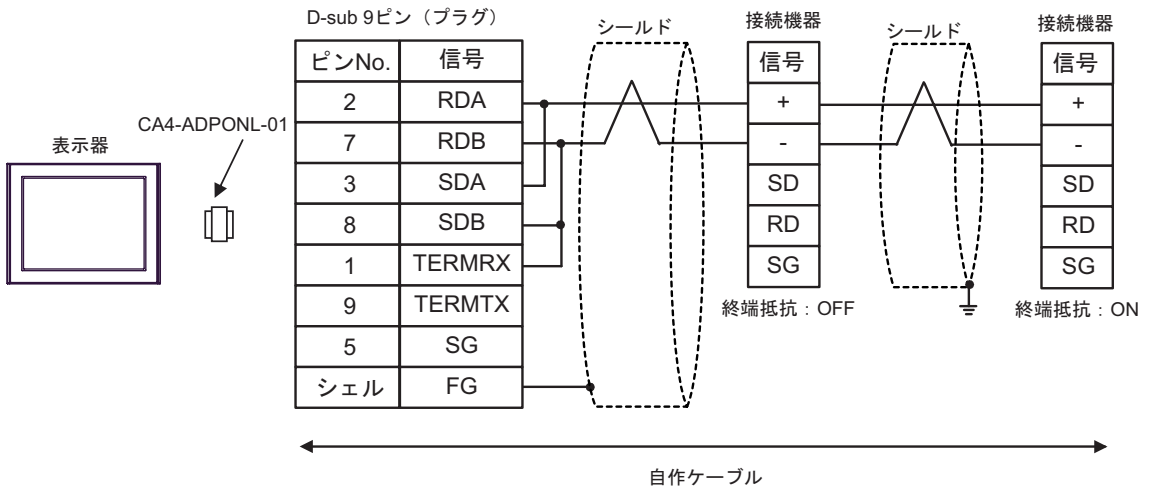 D-sub 9ピン（プラグ）
シールド
接続機器
シールド
接続機器
ピンNo. 信号
2 RDA
7 RDB
3 SDA
8 SDB
1 TERMRX
9 TERMTX
5 SG
シェル FG
信号
+
-
SD
RD
SG
終端抵抗：OFF
信号
+
-
SD
RD
SG
終端抵抗：ON
CA4-ADPONL-01
表示器
自作ケーブル